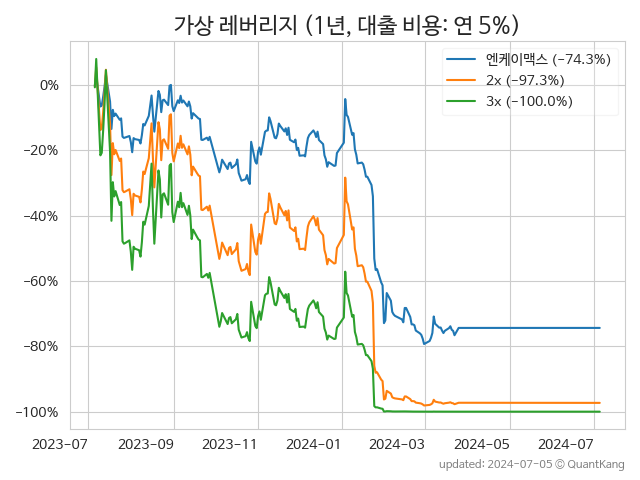 가상 레버리지 (1년, 대출 비용: 연 5%)
엔케이맥스 (−74.3%)
2x (−97.3%)
3x (−100.0%)
0%
−20%
−40%
−60%
−80%
−100%
2023-07 2023-09 2023-11 2024-01 2024-03 2024-05 2024-07
updated: 2024-07-05 © QuantKang